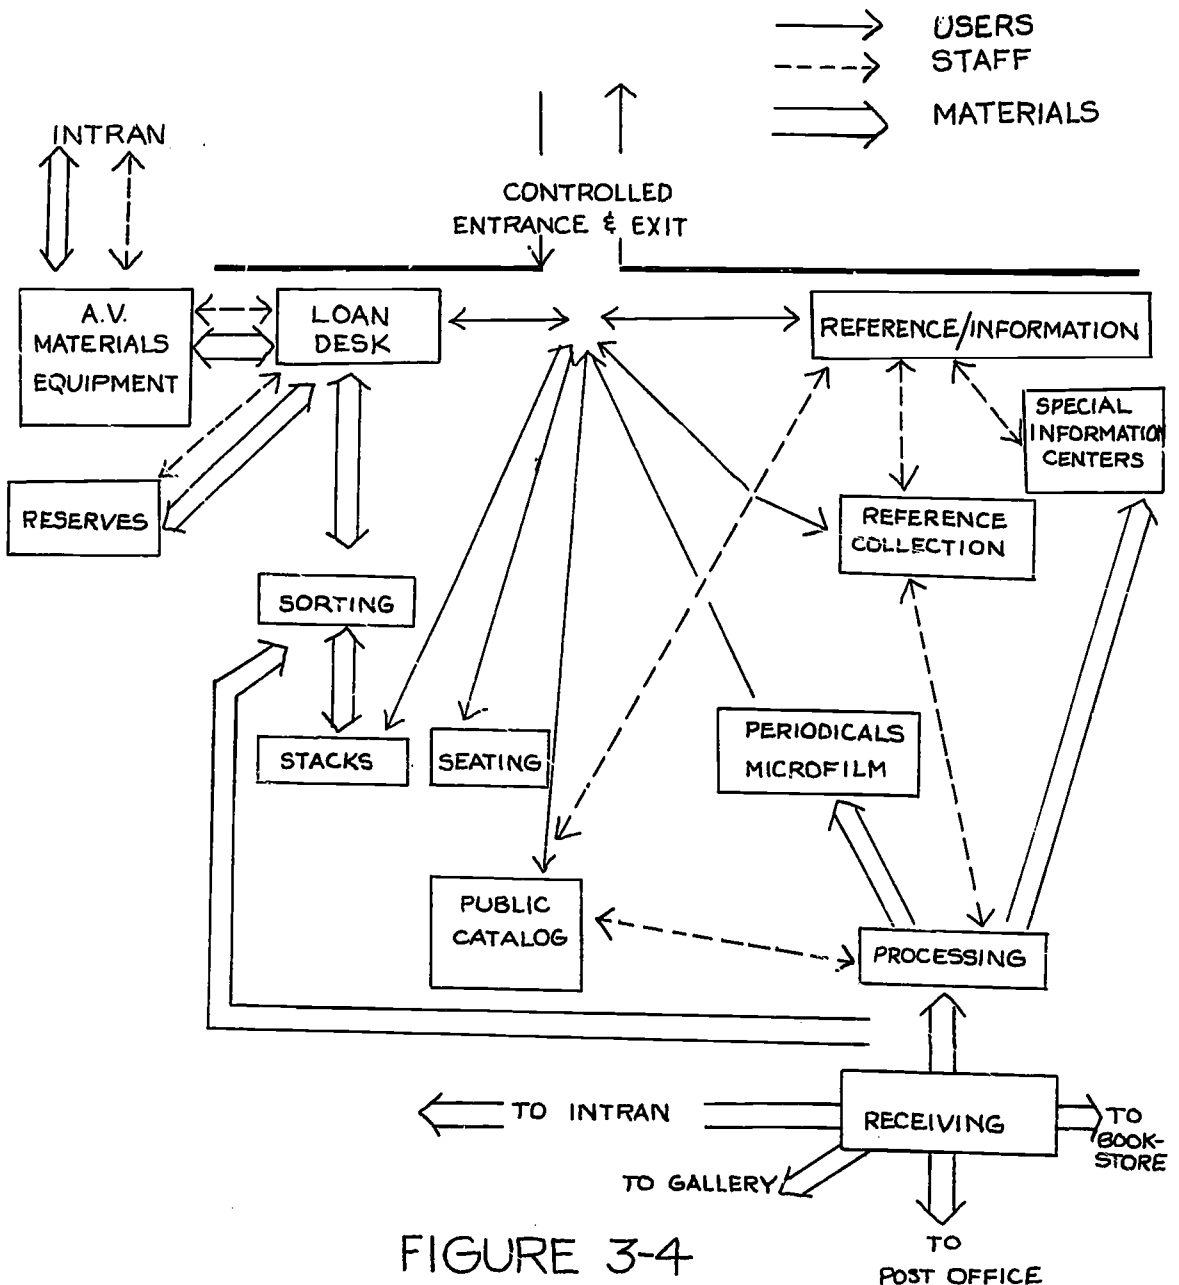 USERS
STAFF
MATERIALS
INTRAN
CONTROLLED
ENTRANCE & EXIT
A.V.
MATERIALS
EQUIPMENT
LOAN
DESK
REFERENCE/INFORMATION
SPECIAL
INFORMATION
CENTERS
RESERVES
REFERENCE
COLLECTION
SORTING
STACKS
SEATING
PERIODICALS
MICROFILM
PUBLIC
CATALOG
PROCESSING
TO INTRAN
RECEIVING
TO
BOOK-
STORE
TO GALLERY
TO
POST OFFICE
FIGURE 3-4